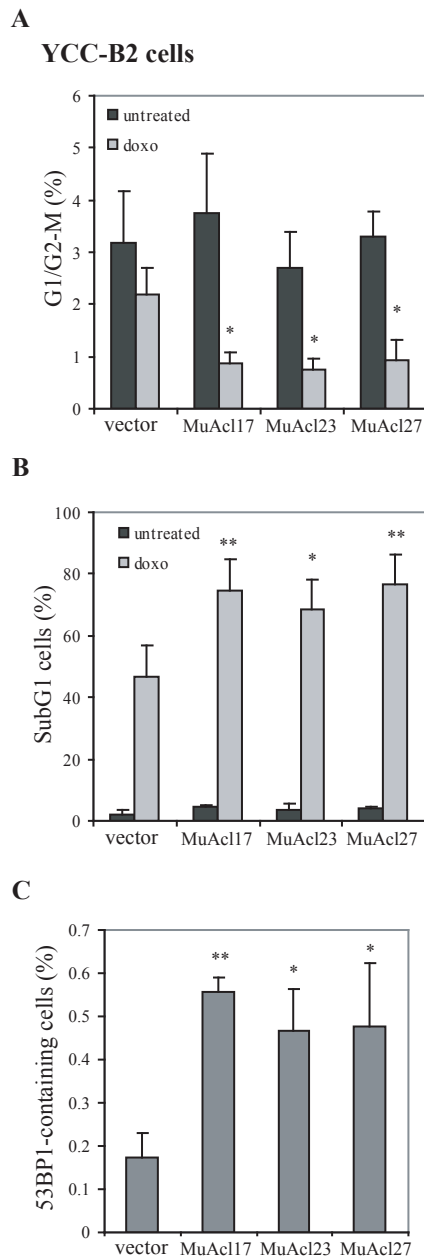 A
YCC-B2 cells
6
5
4
3
2
1
0
G1/G2-M (%)
untreated
doxo
*
*
*
vector MuAcl17 MuAcl23 MuAcl27
B
100
80
60
40
20
0
SubG1 cells (%)
untreated
doxo
**
*
**
vector MuAcl17 MuAcl23 MuAcl27
C
0.7
0.6
0.5
0.4
0.3
0.2
0.1
0
53BP1-containing cells (%)
**
*
*
vector MuAcl17 MuAcl23 MuAcl27